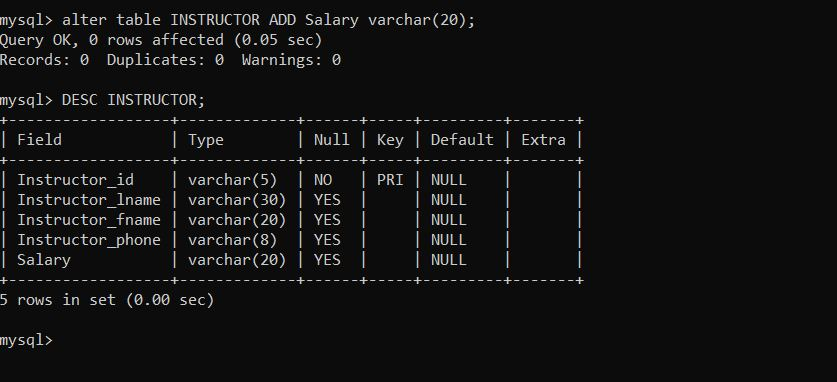 mysql> alter table INSTRUCTOR ADD Salary varchar(20);
Query OK, 0 rows affected (0.05 sec)
Records: 0  Duplicates: 0  Warnings: 0

mysql> DESC INSTRUCTOR;
+------------------+-------------+------+-----+---------+-------+
| Field            | Type        | Null | Key | Default | Extra |
+------------------+-------------+------+-----+---------+-------+
| Instructor_id    | varchar(5)  | NO   | PRI | NULL    |       |
| Instructor_lname | varchar(30) | YES  |     | NULL    |       |
| Instructor_fname | varchar(20) | YES  |     | NULL    |       |
| Instructor_phone | varchar(8)  | YES  |     | NULL    |       |
| Salary           | varchar(20) | YES  |     | NULL    |       |
+------------------+-------------+------+-----+---------+-------+
5 rows in set (0.00 sec)

mysql>